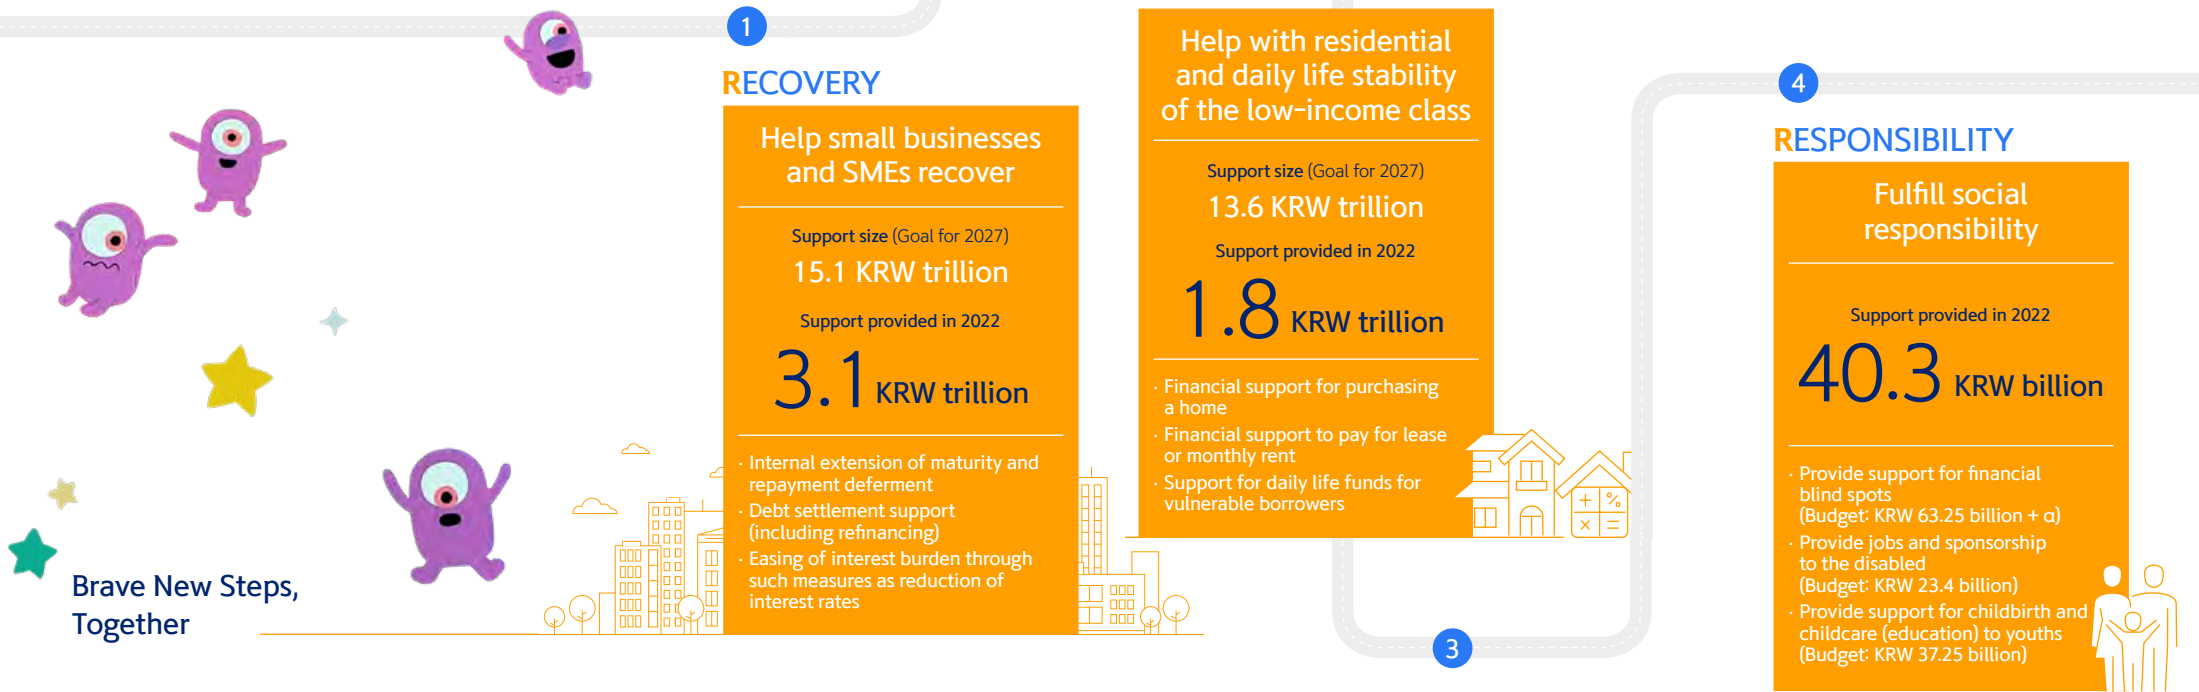 1
RECOVERY
Help small businesses
and SMEs recover
Support size (Goal for 2027)
15.1 KRW trillion
Support provided in 2022
3.1 KRW trillion
· Internal extension of maturity and
repayment deferment
· Debt settlement support
(including refinancing)
· Easing of interest burden through
such measures as reduction of
interest rates
Help with residential
and daily life stability
of the low-income class
Support size (Goal for 2027)
13.6 KRW trillion
Support provided in 2022
1.8 KRW trillion
· Financial support for purchasing
a home
· Financial support to pay for lease
or monthly rent
· Support for daily life funds for
vulnerable borrowers
+ %
× =
3
4
RESPONSIBILITY
Fulfill social
responsibility
Support provided in 2022
40.3 KRW billion
· Provide support for financial
blind spots
(Budget: KRW 63.25 billion + α)
· Provide jobs and sponsorship
to the disabled
(Budget: KRW 23.4 billion)
· Provide support for childbirth and
childcare (education) to youths
(Budget: KRW 37.25 billion)
Brave New Steps,
Together